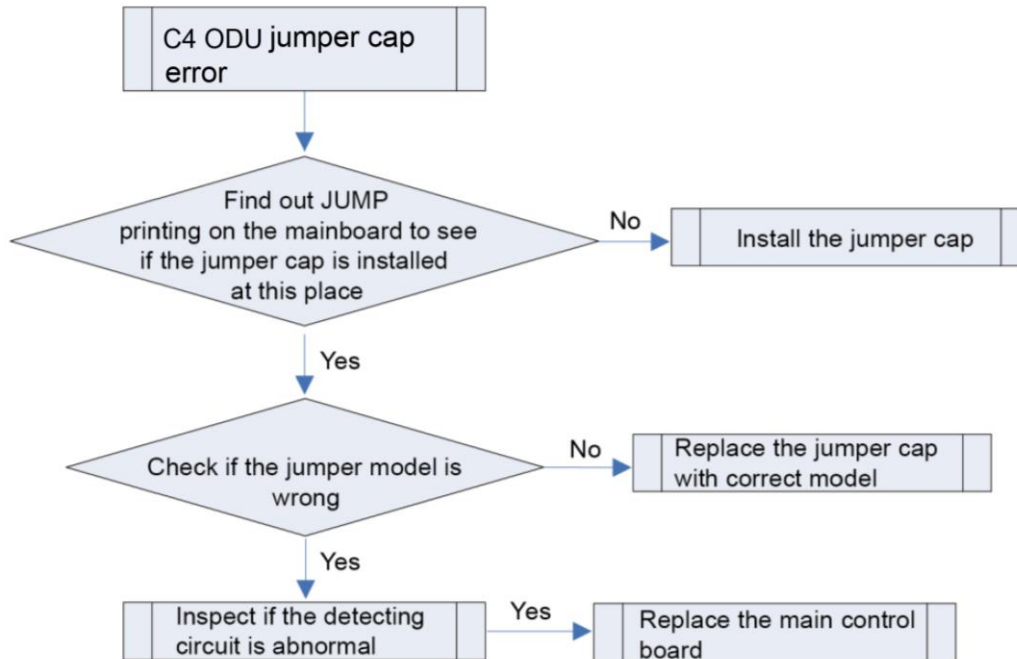 C4 ODU jumper cap
error
Find out JUMP
printing on the mainboard to see
if the jumper cap is installed
at this place
No
Install the jumper cap
Yes
Check if the jumper model is
wrong
No
Replace the jumper cap
with correct model
Yes
Inspect if the detecting
circuit is abnormal
Yes
Replace the main control
board